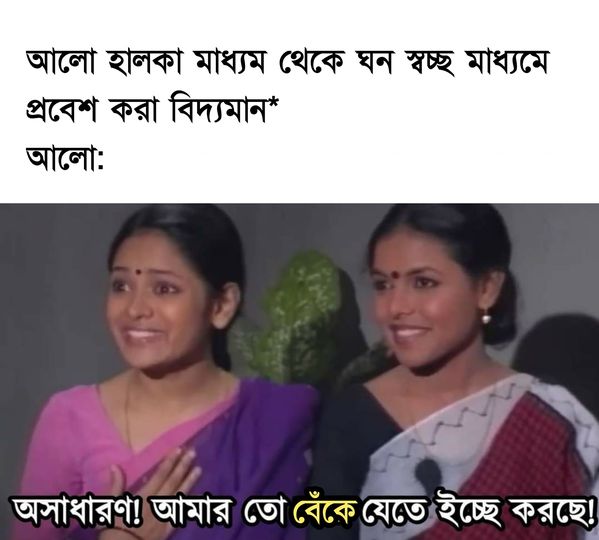 আলো হালকা মাধ্যম থেকে ঘন স্বচ্ছ মাধ্যমে
প্রবেশ করা বিদ্যমান*
আলো:
অসাধারণ! আমার তো বেঁকে যেতে ইচ্ছে করছে!